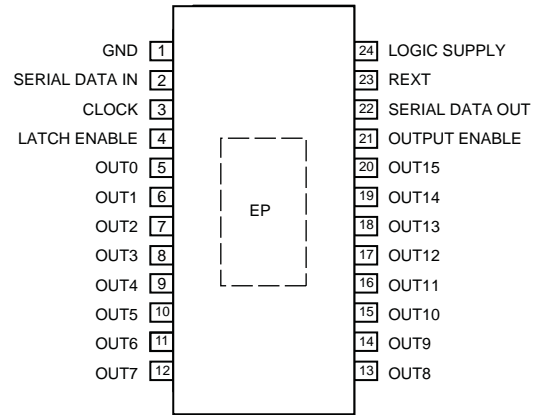 GND 1 24 LOGIC SUPPLY
SERIAL DATA IN 2 23 REXT
CLOCK 3 22 SERIAL DATA OUT
LATCH ENABLE 4 21 OUTPUT ENABLE
OUT0 5 20 OUT15
OUT1 6 19 OUT14
OUT2 7 18 OUT13
EP
OUT3 8 17 OUT12
OUT4 9 16 OUT11
OUT5 10 15 OUT10
OUT6 11 14 OUT9
OUT7 12 13 OUT8